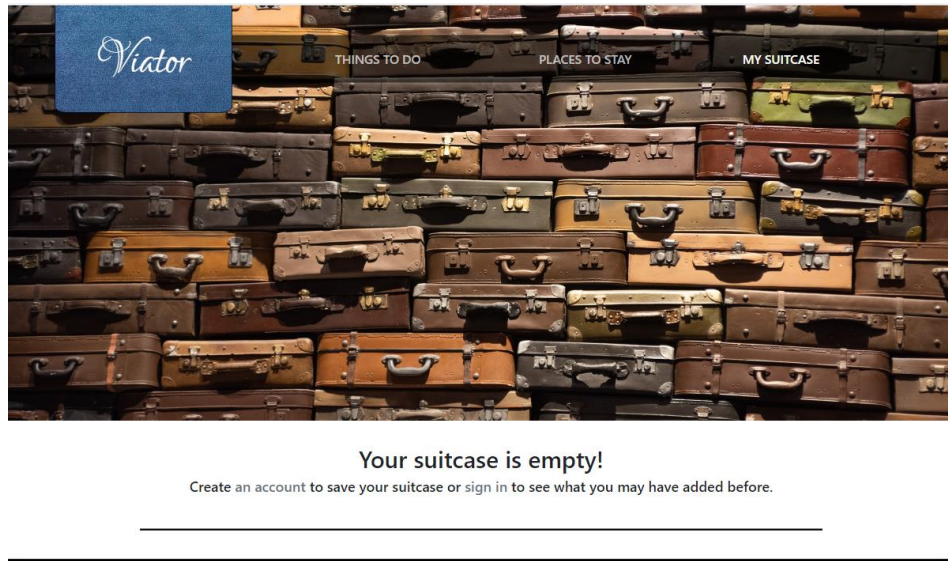 Viator
THINGS TO DO
PLACES TO STAY
MY SUITCASE
Your suitcase is empty!
Create an account to save your suitcase or sign in to see what you may have added before.